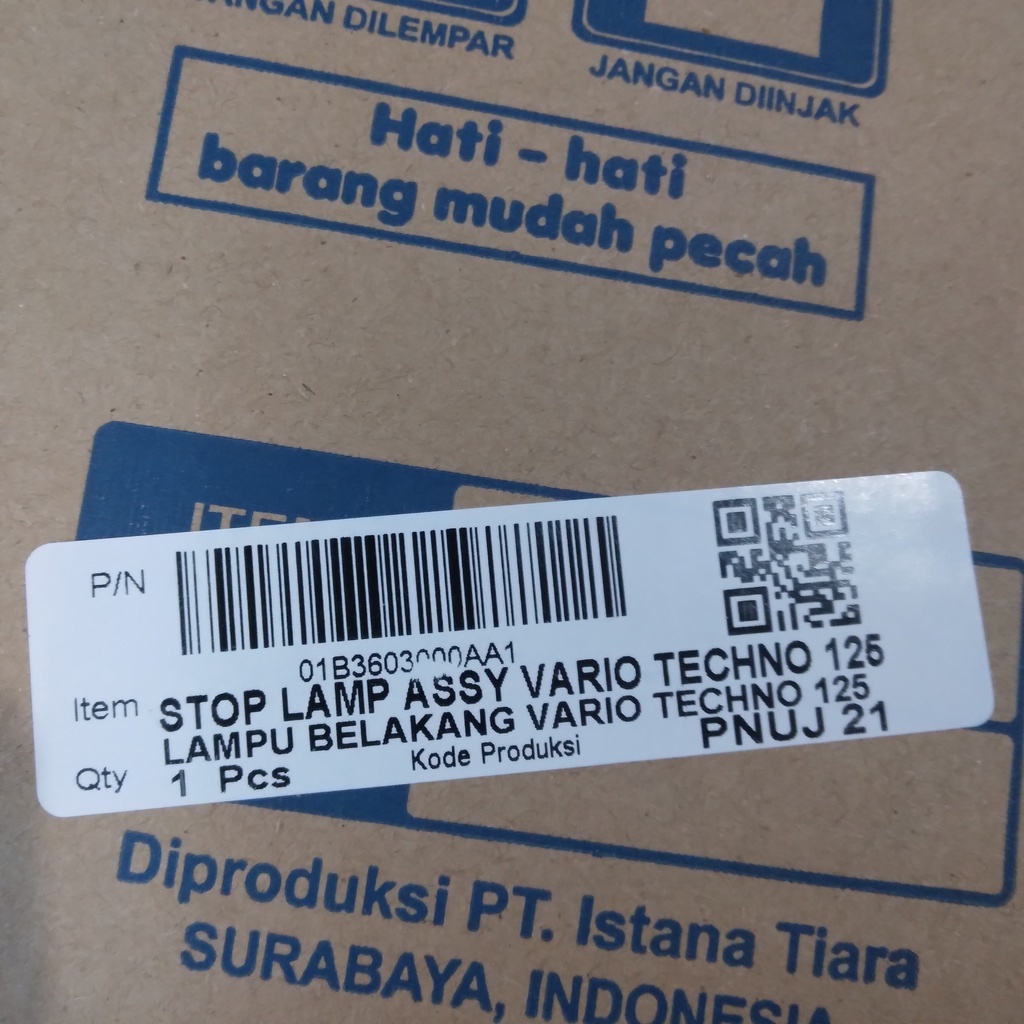 JANGAN DILEMPAR
JANGAN DIINJAK
Hati - hati
barang mudah pecah
P/N
01B3603000AA1
Item STOP LAMP ASSY VARIO TECHNO 125
LAMPU BELAKANG VARIO TECHNO 125
Qty 1 Pcs Kode Produksi PNUJ 21
Diproduksi PT. Istana Tiara
SURABAYA, INDONESIA